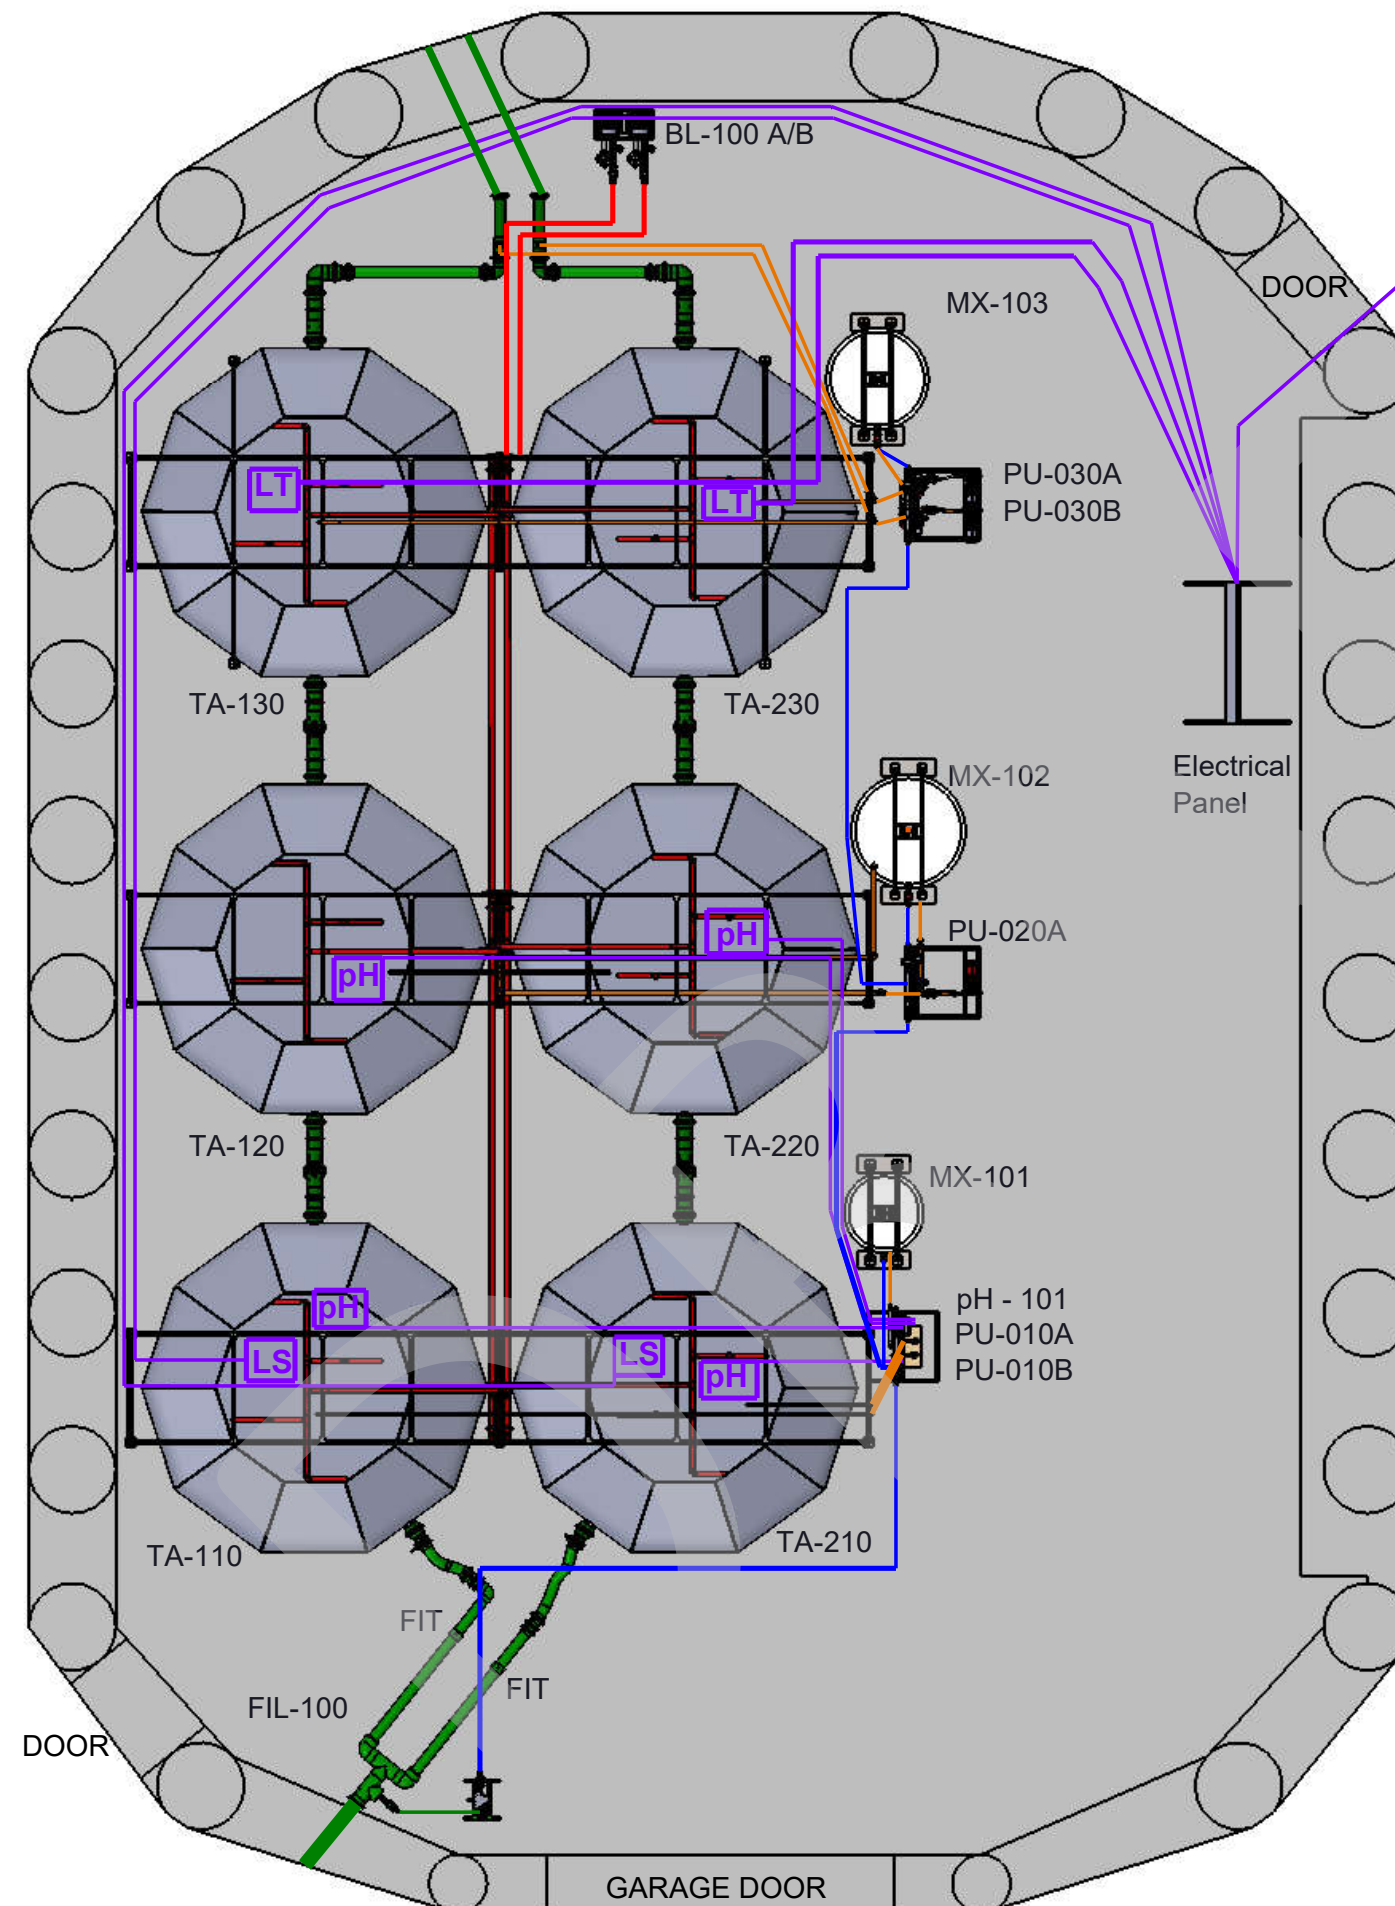 BL-100 A/B
DOOR
MX-103
LT
LT
PU-030A
PU-030B
TA-130
TA-230
Electrical
Panel
MX-102
pH
pH
PU-020A
TA-120
TA-220
MX-101
pH
LS
LS
pH
pH - 101
PU-010A
PU-010B
TA-110
TA-210
FIT
FIT
FIL-100
DOOR
GARAGE DOOR